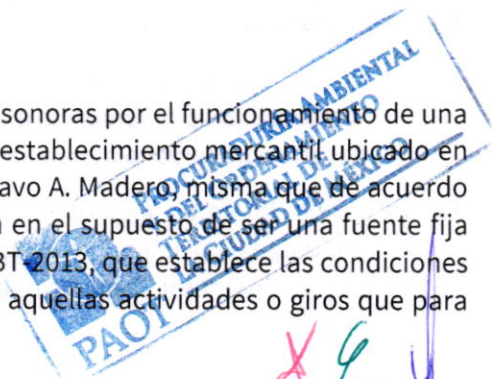 sonoras por el funcionamiento de una
establecimiento mercantil ubicado en
avo A. Madero, misma que de acuerdo
en el supuesto de ser una fuente fija
BT-2013, que establece las condiciones
aquellas actividades o giros que para
PROCURADURÍA AMBIENTAL
Y DEL ORDENAMIENTO
TERRITORIAL DE
LA CIUDAD DE MÉXICO
PAOT